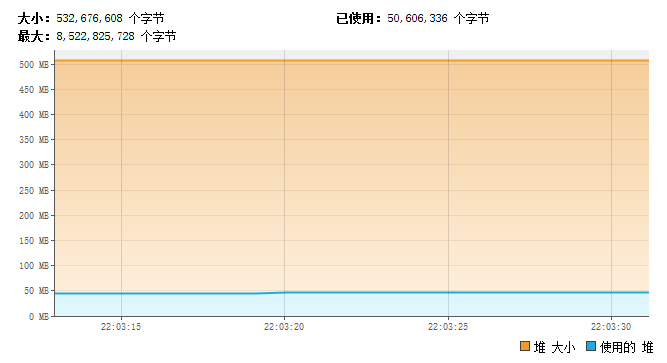 大小： 532,676,608 个字节
已使用： 50,606,336 个字节
最大： 8,522,825,728 个字节
500 MB
450 MB
400 MB
350 MB
300 MB
250 MB
200 MB
150 MB
100 MB
50 MB
0 MB
22:03:15
22:03:20
22:03:25
22:03:30
堆 大小
使用的 堆